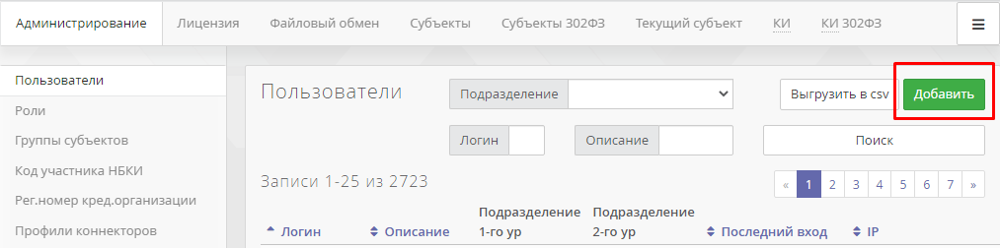 Администрирование Лицензия Файловый обмен Субъекты Субъекты 302ФЗ Текущий субъект КИ КИ 302ФЗ
Пользователи
Роли
Группы субъектов
Код участника НБКИ
Рег.номер кред.организации
Профили коннекторов
Пользователи Подразделение Выгрузить в csv Добавить
Логин Описание Поиск
Записи 1-25 из 2723 « 1 2 3 4 5 6 7 »
Логин Описание Подразделение 1-го ур Подразделение 2-го ур Последний вход IP